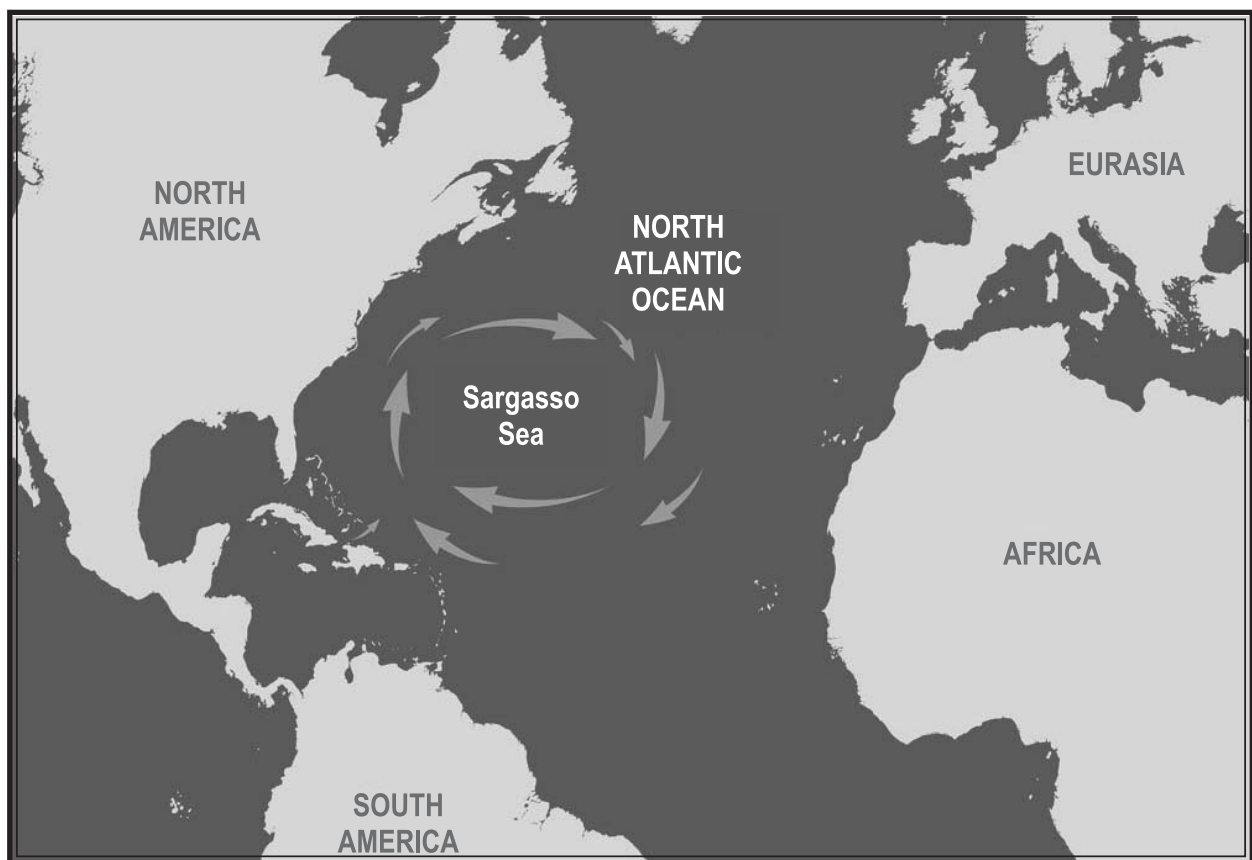 NORTH
AMERICA
NORTH
ATLANTIC
OCEAN
EURASIA
Sargasso
Sea
AFRICA
SOUTH
AMERICA